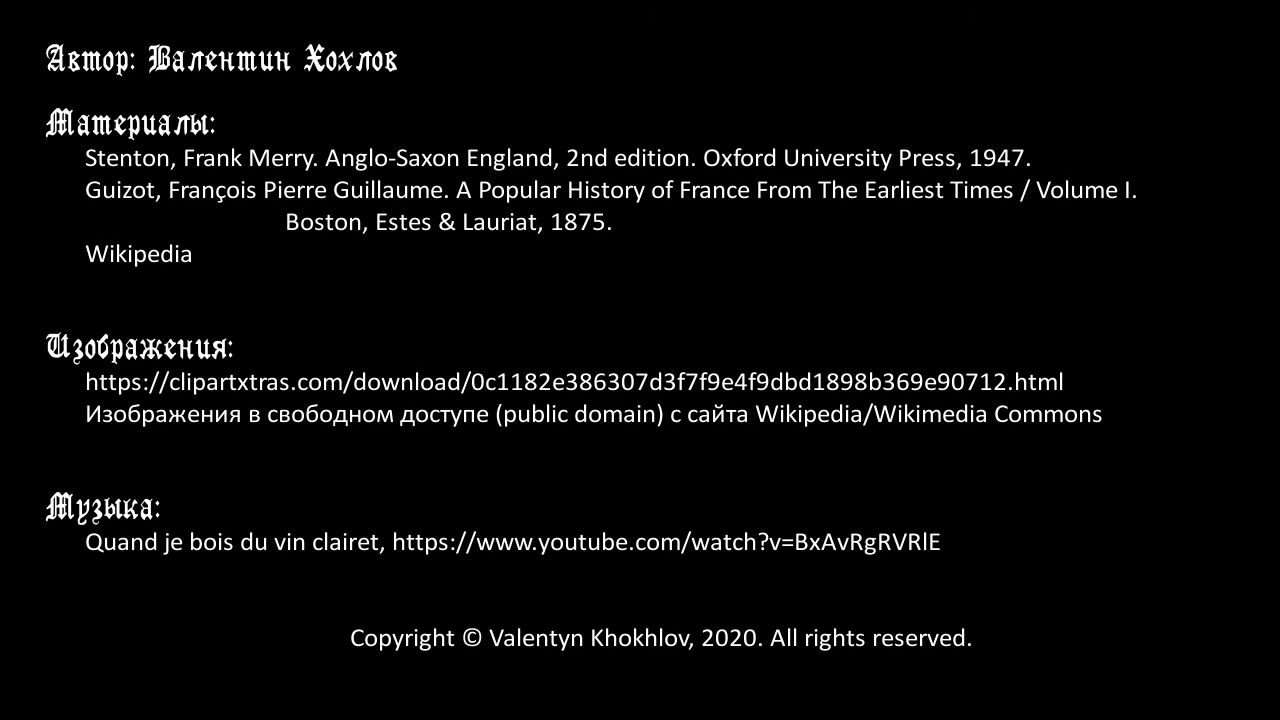 Автор: Валентин Хохлов
Материалы:
Stenton, Frank Merry. Anglo-Saxon England, 2nd edition. Oxford University Press, 1947.
Guizot, François Pierre Guillaume. A Popular History of France From The Earliest Times / Volume I.
Boston, Estes & Lauriat, 1875.
Wikipedia
Изображения:
https://clipartxtras.com/download/0c1182e386307d3f7f9e4f9dbd1898b369e90712.html
Изображения в свободном доступе (public domain) с сайта Wikipedia/Wikimedia Commons
Музыка:
Quand je bois du vin clairet, https://www.youtube.com/watch?v=BxAvRgRVRlE
Copyright © Valentyn Khokhlov, 2020. All rights reserved.